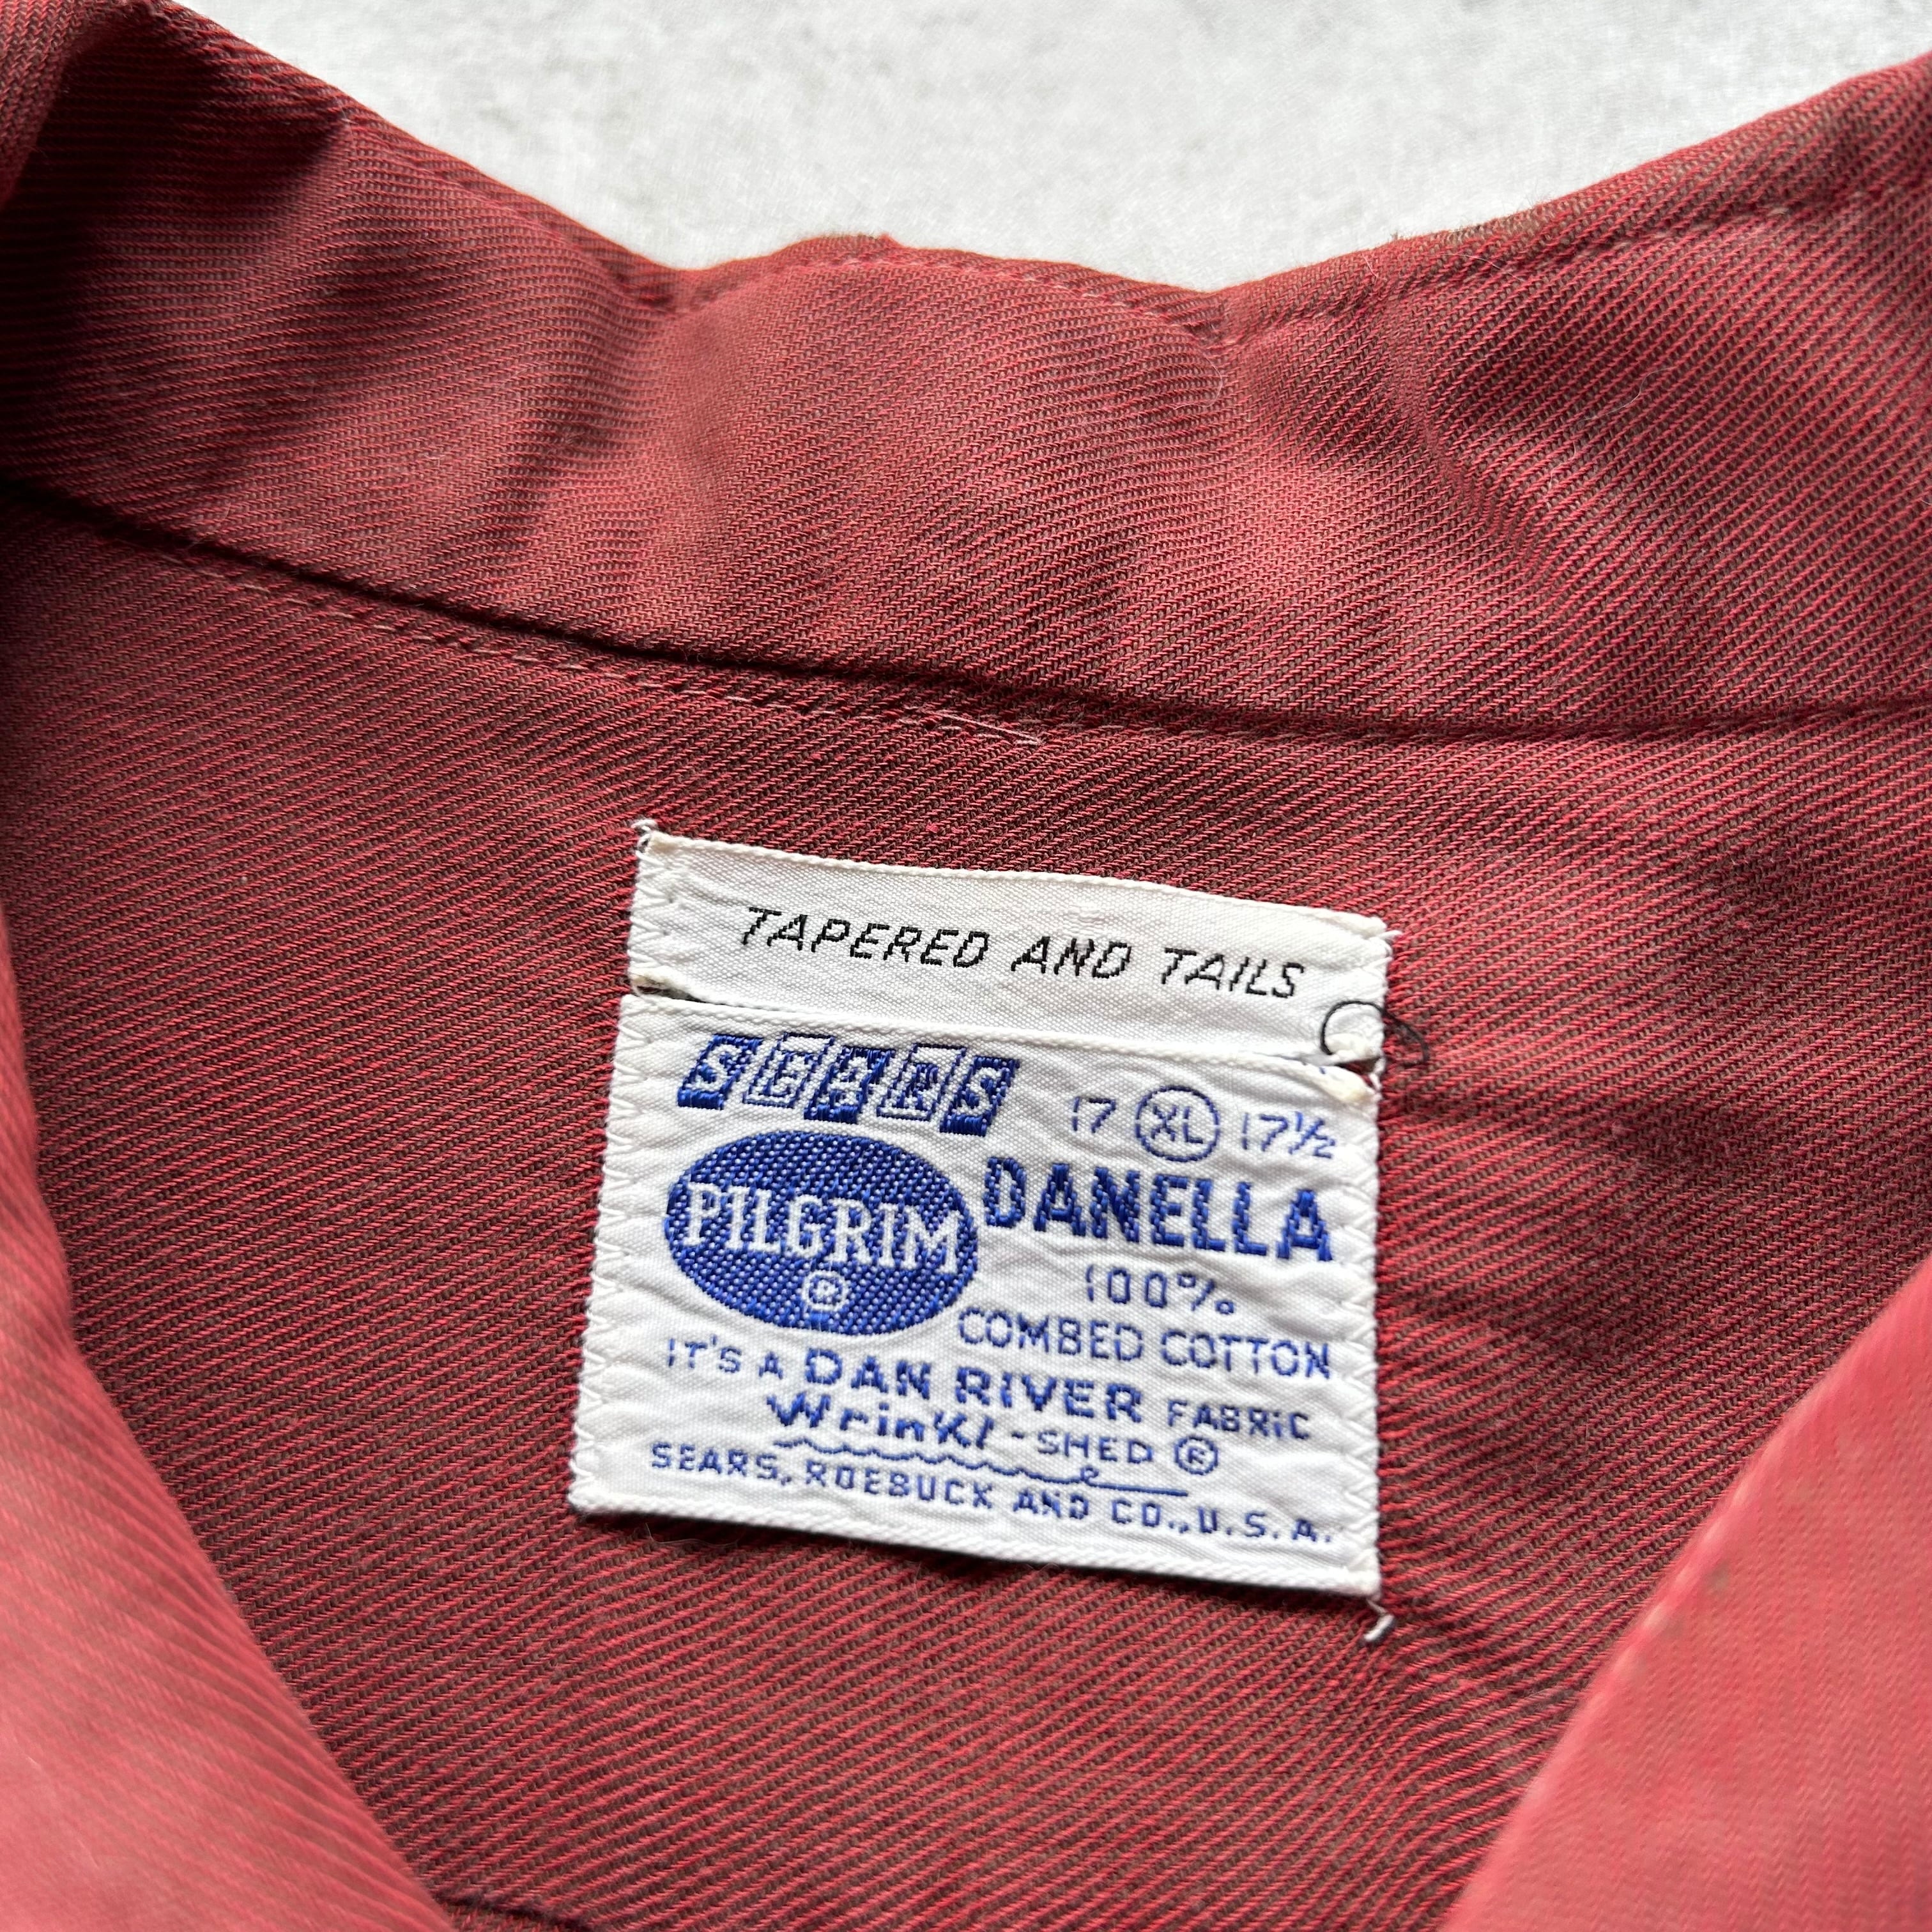 TAPERED AND TAILS
SEARS
17 XL 17½
PILGRIM ®
DANELLA
100%
COMBED COTTON
IT'S A DAN RIVER FABRIC
Wrinkl-SHED ®
SEARS, ROEBUCK AND CO., U.S.A.